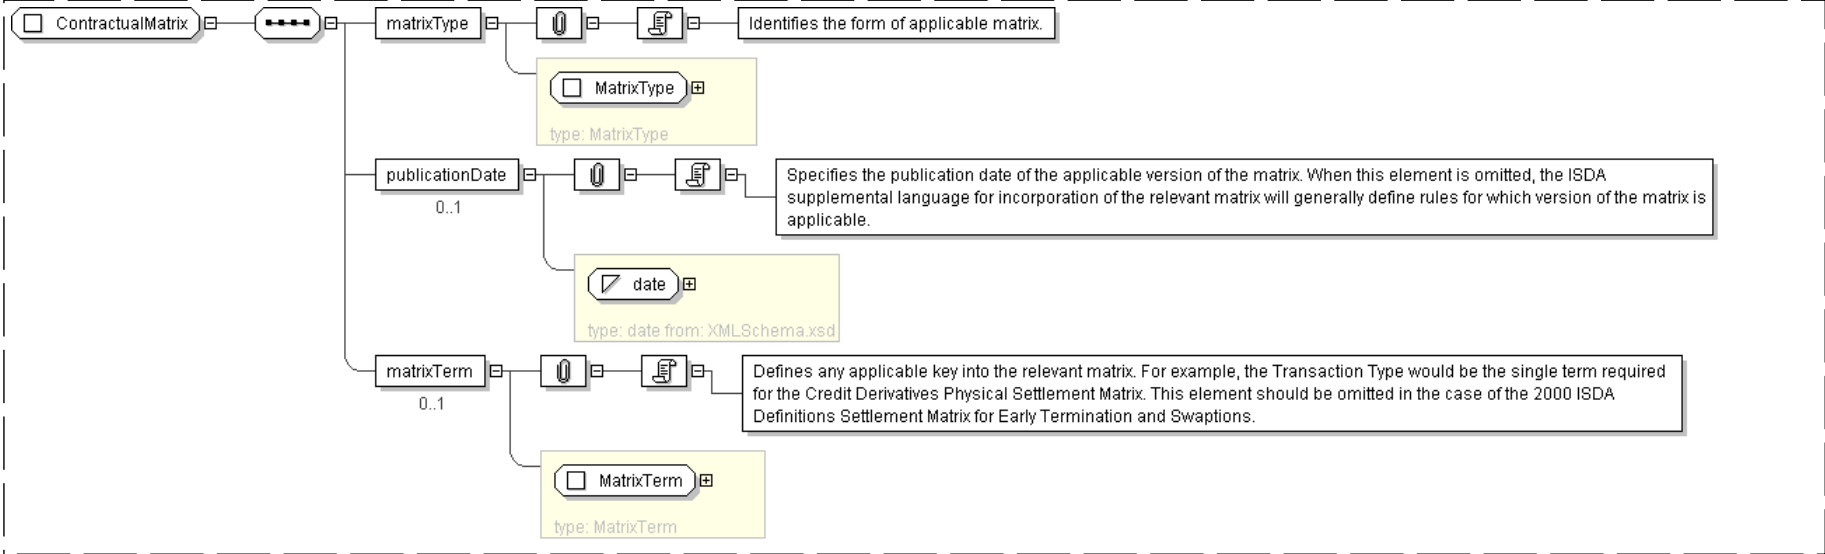 ContractualMatrix
matrixType
Identifies the form of applicable matrix.
MatrixType
type: MatrixType
publicationDate
0..1
Specifies the publication date of the applicable version of the matrix. When this element is omitted, the ISDA
supplemental language for incorporation of the relevant matrix will generally define rules for which version of the matrix is
applicable.
date
type: date from: XMLSchema.xsd
matrixTerm
0..1
Defines any applicable key into the relevant matrix. For example, the Transaction Type would be the single term required
for the Credit Derivatives Physical Settlement Matrix. This element should be omitted in the case of the 2000 ISDA
Definitions Settlement Matrix for Early Termination and Swaptions.
MatrixTerm
type: MatrixTerm